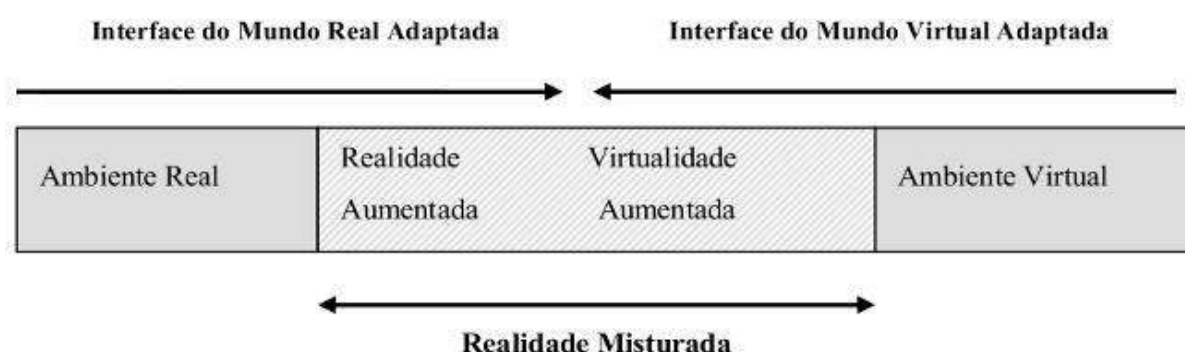 Interface do Mundo Real Adaptada
Interface do Mundo Virtual Adaptada
Ambiente Real
Realidade
Aumentada
Virtualidade
Aumentada
Ambiente Virtual
Realidade Misturada